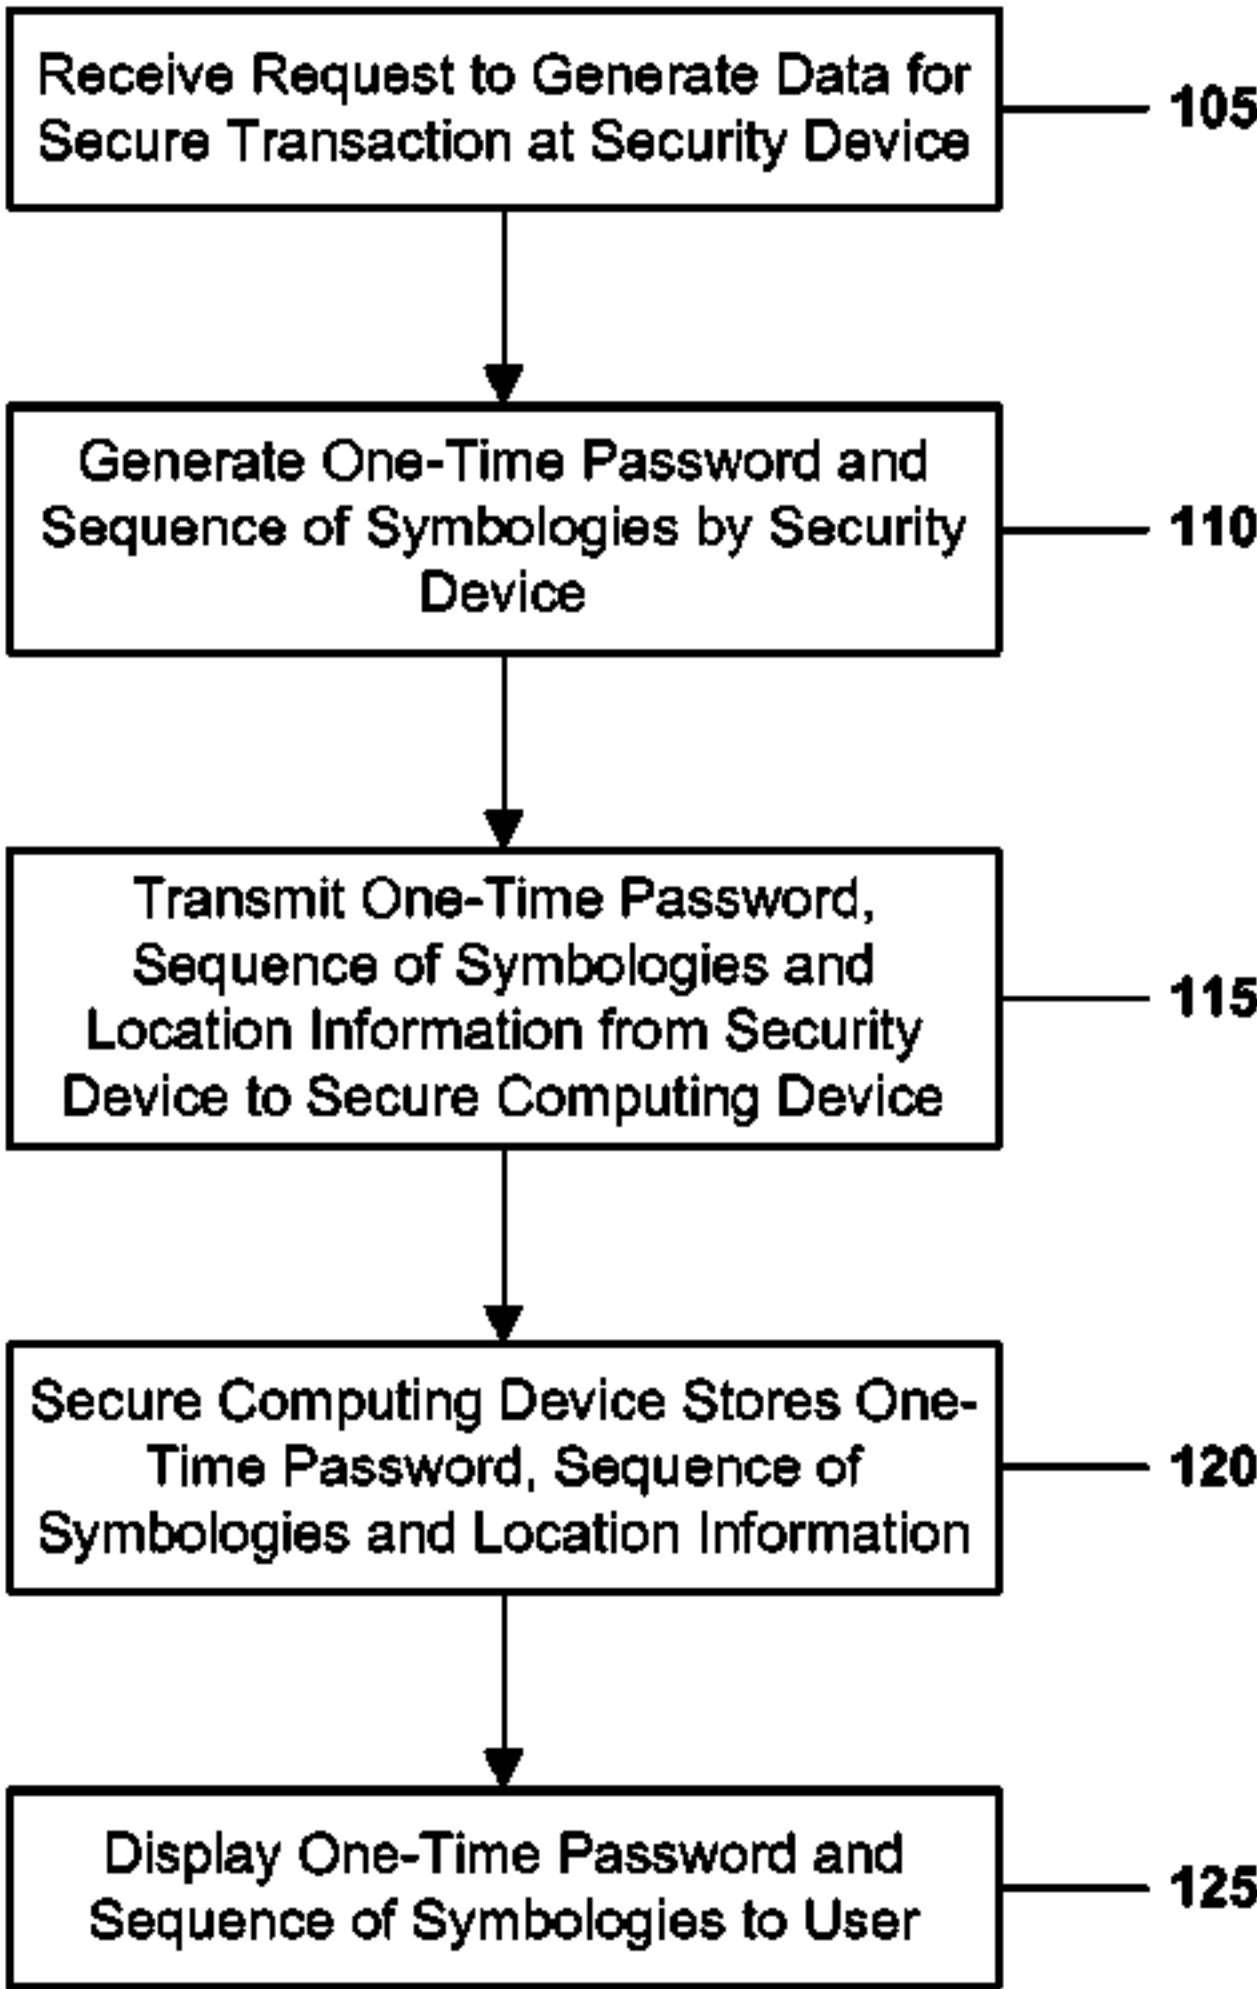 Receive Request to Generate Data for
Secure Transaction at Security Device
105
Generate One-Time Password and
Sequence of Symbologies by Security
Device
110
Transmit One-Time Password,
Sequence of Symbologies and
Location Information from Security
Device to Secure Computing Device
115
Secure Computing Device Stores One-
Time Password, Sequence of
Symbologies and Location Information
120
Display One-Time Password and
Sequence of Symbologies to User
125